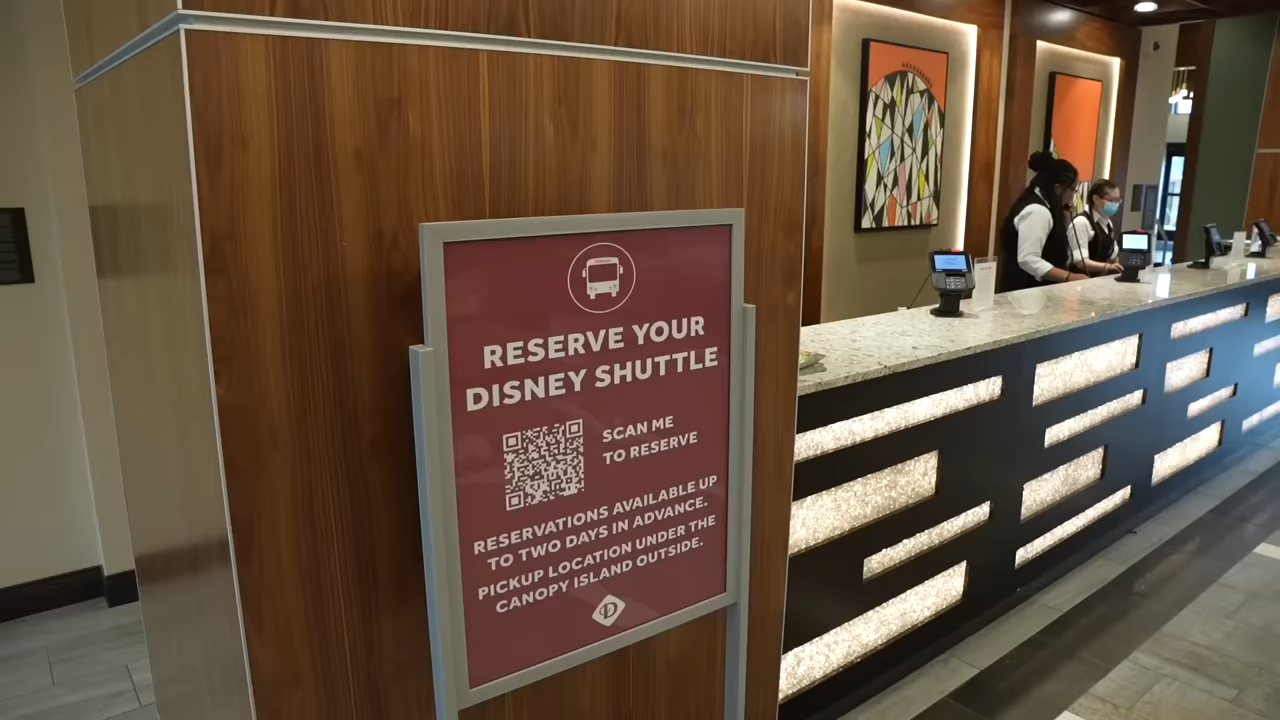 RESERVE YOUR
DISNEY SHUTTLE
SCAN ME
TO RESERVE
RESERVATIONS AVAILABLE UP
TO TWO DAYS IN ADVANCE.
PICKUP LOCATION UNDER THE
CANOPY ISLAND OUTSIDE.
D